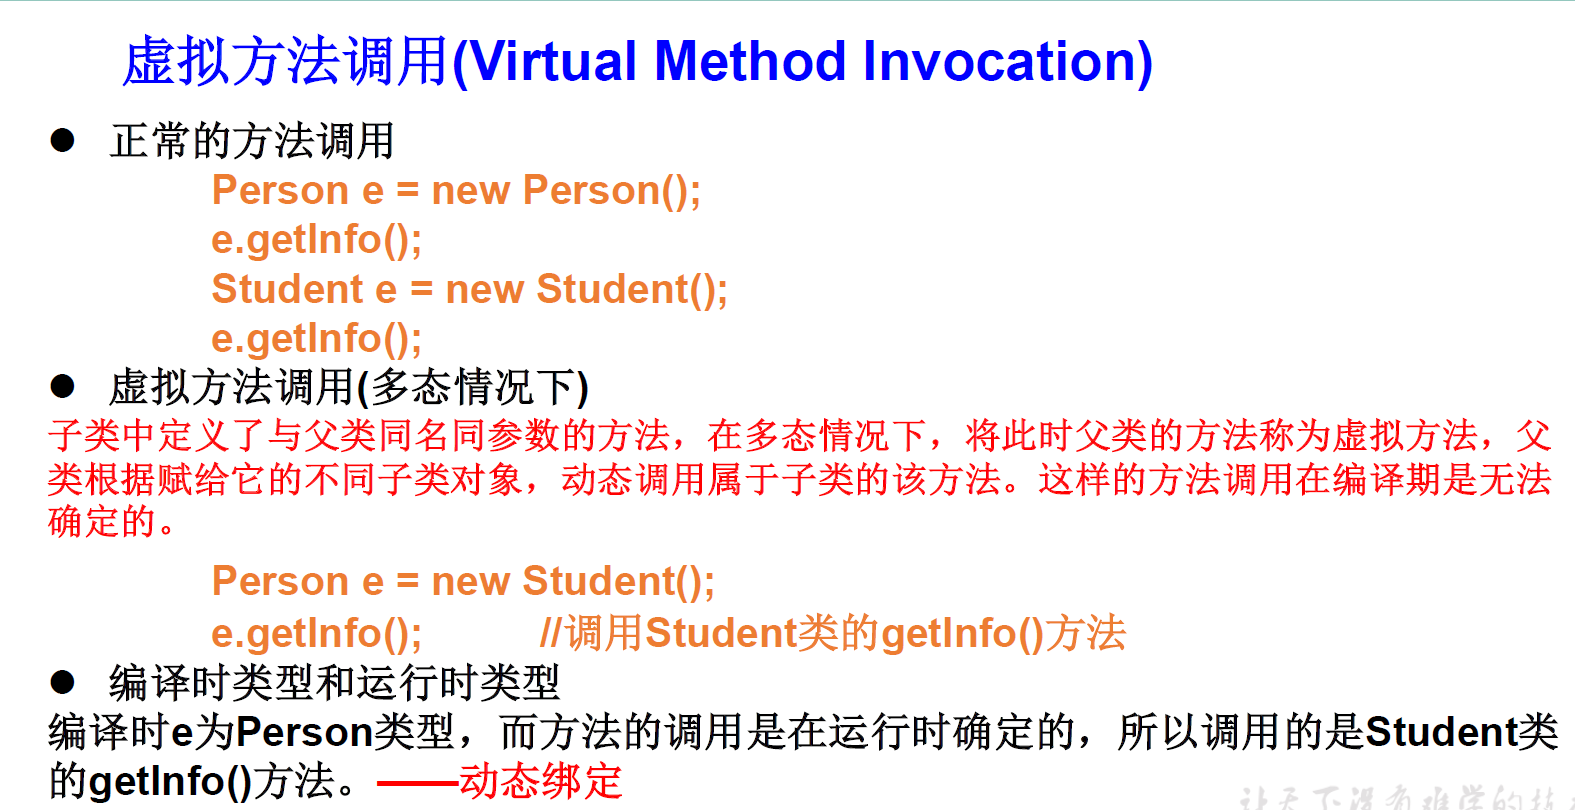 虚拟方法调用(Virtual Method Invocation)
● 正常的方法调用
Person e = new Person();
e.getInfo();
Student e = new Student();
e.getInfo();
● 虚拟方法调用(多态情况下)
子类中定义了与父类同名同参数的方法，在多态情况下，将此时父类的方法称为虚拟方法，父
类根据赋给它的不同子类对象，动态调用属于子类的该方法。这样的方法调用在编译期是无法
确定的。
Person e = new Student();
e.getInfo(); //调用Student类的getInfo()方法
● 编译时类型和运行时类型
编译时e为Person类型，而方法的调用是在运行时确定的，所以调用的是Student类
的getInfo()方法。——动态绑定
让天下没有难学的技